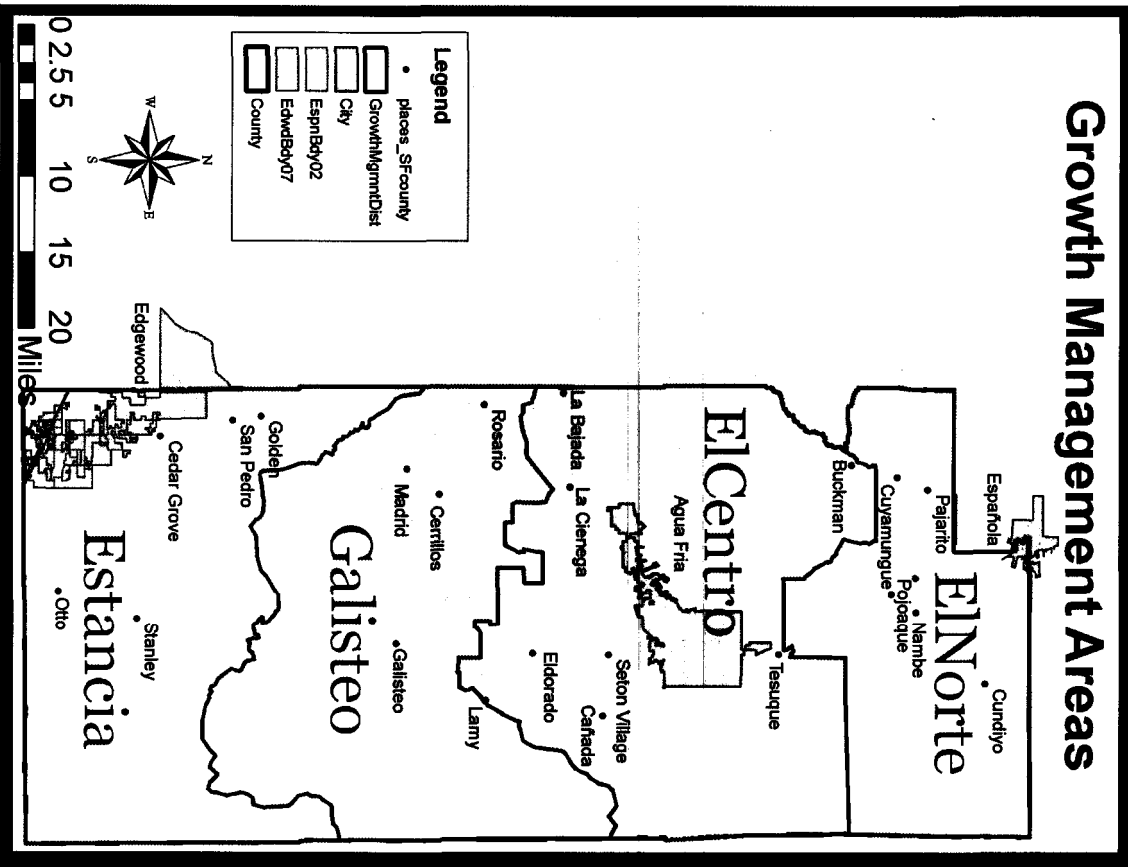 Growth Management Areas
Española
Cundiyo
ElNorte
Pajarito
Nambe
Pojoaque
Cuyamungue
Buckman
Tesuque
ElCentro
Agua Fria
Seton Village
Cañada
La Bajada
La Cienega
Eldorado
Rosario
Lamy
Cerrillos
Madrid
Galisteo
Galisteo
Golden
San Pedro
Cedar Grove
Edgewood
Stanley
Estancia
Otto
Legend
places_SFcounty
GrowthMgmntDist
City
EspnBdy02
EdwdBdy07
County
N
W
E
S
0 2.5 5 10 15 20
Miles